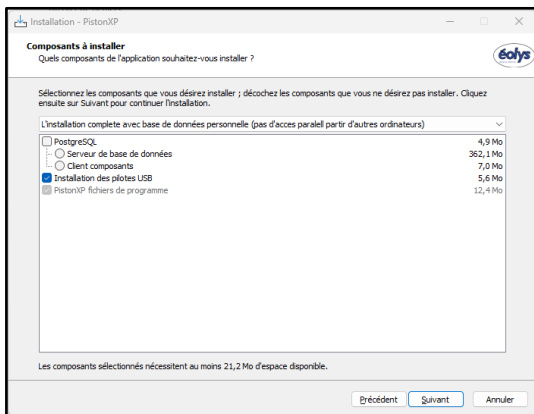 Installation - PistonXP
Composants à installer
Quels composants de l'application souhaitez-vous installer ?
éolys
Sélectionnez les composants que vous désirez installer ; décochez les composants que vous ne désirez pas installer. Cliquez
ensuite sur Suivant pour continuer l'installation.
L'installation complete avec base de données personnelle (pas d'acces paralell partir d'autres ordinateurs)
PostgreSQL 4,9 Mo
Serveur de base de données 362,1 Mo
Client composants 7,0 Mo
Installation des pilotes USB 5,6 Mo
PistonXP fichiers de programme 12,4 Mo
Les composants sélectionnés nécessitent au moins 21,2 Mo d'espace disponible.
Précédent Suivant Annuler